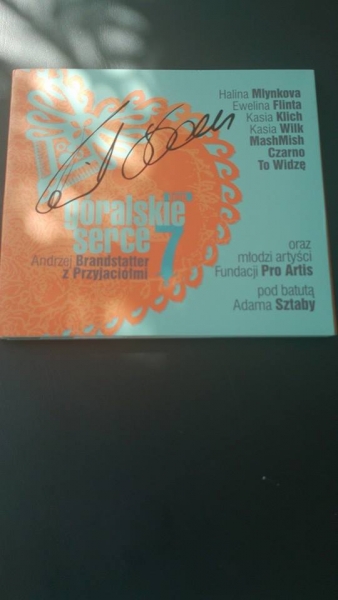 Halina Mlynkova
Ewelina Flinta
Kasia Klich
Kasia Wilk
MashMish
Czarno
To Widzę
góralskie
serce 7
Andrzej Brandstatter
z Przyjaciółmi
oraz
młodzi artyści
Fundacji Pro Artis
pod batutą
Adama Sztaby